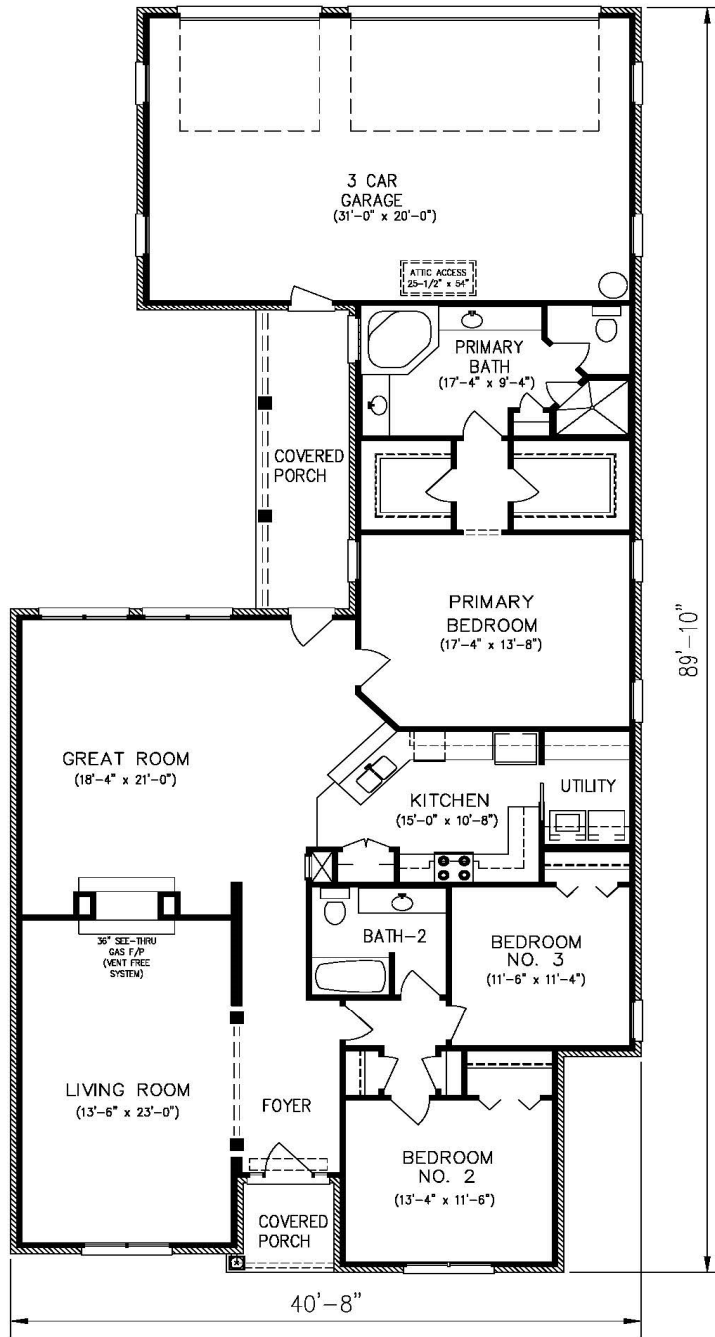 3 CAR
GARAGE
(31'-0" x 20'-0")
ATTIC ACCESS
25-1/2" x 54"
PRIMARY
BATH
(17'-4" x 9'-4")
COVERED
PORCH
PRIMARY
BEDROOM
(17'-4" x 13'-8")
89'-10"
GREAT ROOM
(18'-4" x 21'-0")
KITCHEN
(15'-0" x 10'-8")
UTILITY
36" SEE-THRU
GAS F/P
(VENT FREE
SYSTEM)
BATH-2
BEDROOM
NO. 3
(11'-6" x 11'-4")
LIVING ROOM
(13'-6" x 23'-0")
FOYER
BEDROOM
NO. 2
(13'-4" x 11'-6")
COVERED
PORCH
40'-8"